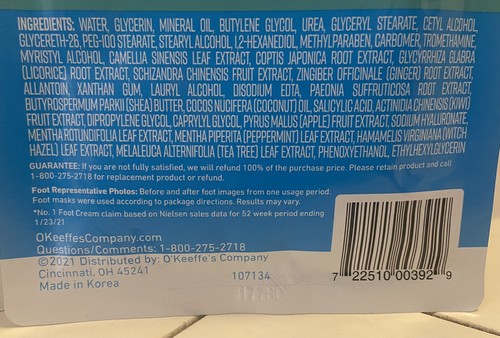 INGREDIENTS: WATER, GLYCERIN, MINERAL OIL, BUTYLENE GLYCOL, UREA, GLYCERYL STEARATE, CETYL ALCOHOL,
GLYCERETH-26, PEG-100 STEARATE, STEARYL ALCOHOL, 1,2-HEXANEDIOL, METHYLPARABEN, CARBOMER, TROMETHAMINE,
MYRISTYL ALCOHOL, CAMELLIA SINENSIS LEAF EXTRACT, COPTIS JAPONICA ROOT EXTRACT, GLYCYRRHIZA GLABRA
(LICORICE) ROOT EXTRACT, SCHIZANDRA CHINENSIS FRUIT EXTRACT, ZINGIBER OFFICINALE (GINGER) ROOT EXTRACT,
ALLANTOIN, XANTHAN GUM, LAURYL ALCOHOL, DISODIUM EDTA, PAEONIA SUFFRUTICOSA ROOT EXTRACT,
BUTYROSPERMUM PARKII (SHEA) BUTTER, COCOS NUCIFERA (COCONUT) OIL, SALICYLIC ACID, ACTINIDIA CHINENSIS (KIWI)
FRUIT EXTRACT, DIPROPYLENE GLYCOL, CAPRYLYL GLYCOL, PYRUS MALUS (APPLE) FRUIT EXTRACT, SODIUM HYALURONATE,
MENTHA ROTUNDIFOLIA LEAF EXTRACT, MENTHA PIPERITA (PEPPERMINT) LEAF EXTRACT, HAMAMELIS VIRGINIANA (WITCH
HAZEL) LEAF EXTRACT, MELALEUCA ALTERNIFOLIA (TEA TREE) LEAF EXTRACT, PHENOXYETHANOL, ETHYLHEXYLGLYCERIN
GUARANTEE: If you are not fully satisfied, we will refund 100% of the purchase price. Please retain product and call
1-800-275-2718 for replacement product or refund.
Foot Representative Photos: Before and after foot images from one usage period.
Foot masks were used according to package directions. Results may vary.
*No. 1 Foot Cream claim based on Nielsen sales data for 52 week period ending
1/23/21
OKeeffesCompany.com
Questions/Comments: 1-800-275-2718
©2021 Distributed by: O'Keeffe's Company
Cincinnati, OH 45241 107134
Made in Korea
7 22510 00392 9